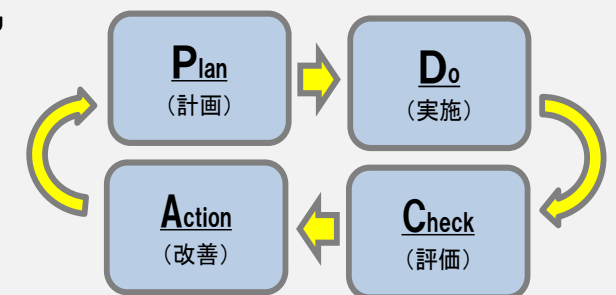 Plan
（計画）
Do
（実施）
Action
（改善）
Check
（評価）